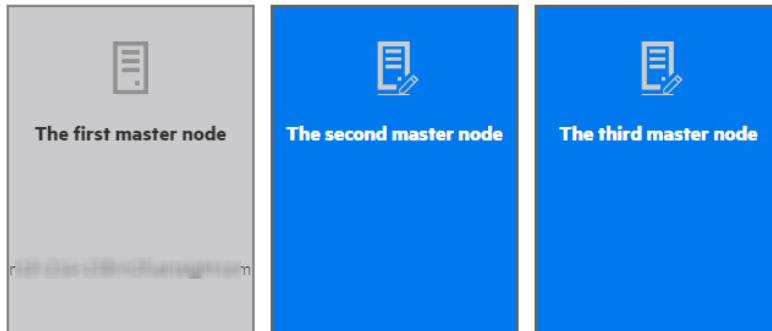 The first master node
The second master node
The third master node